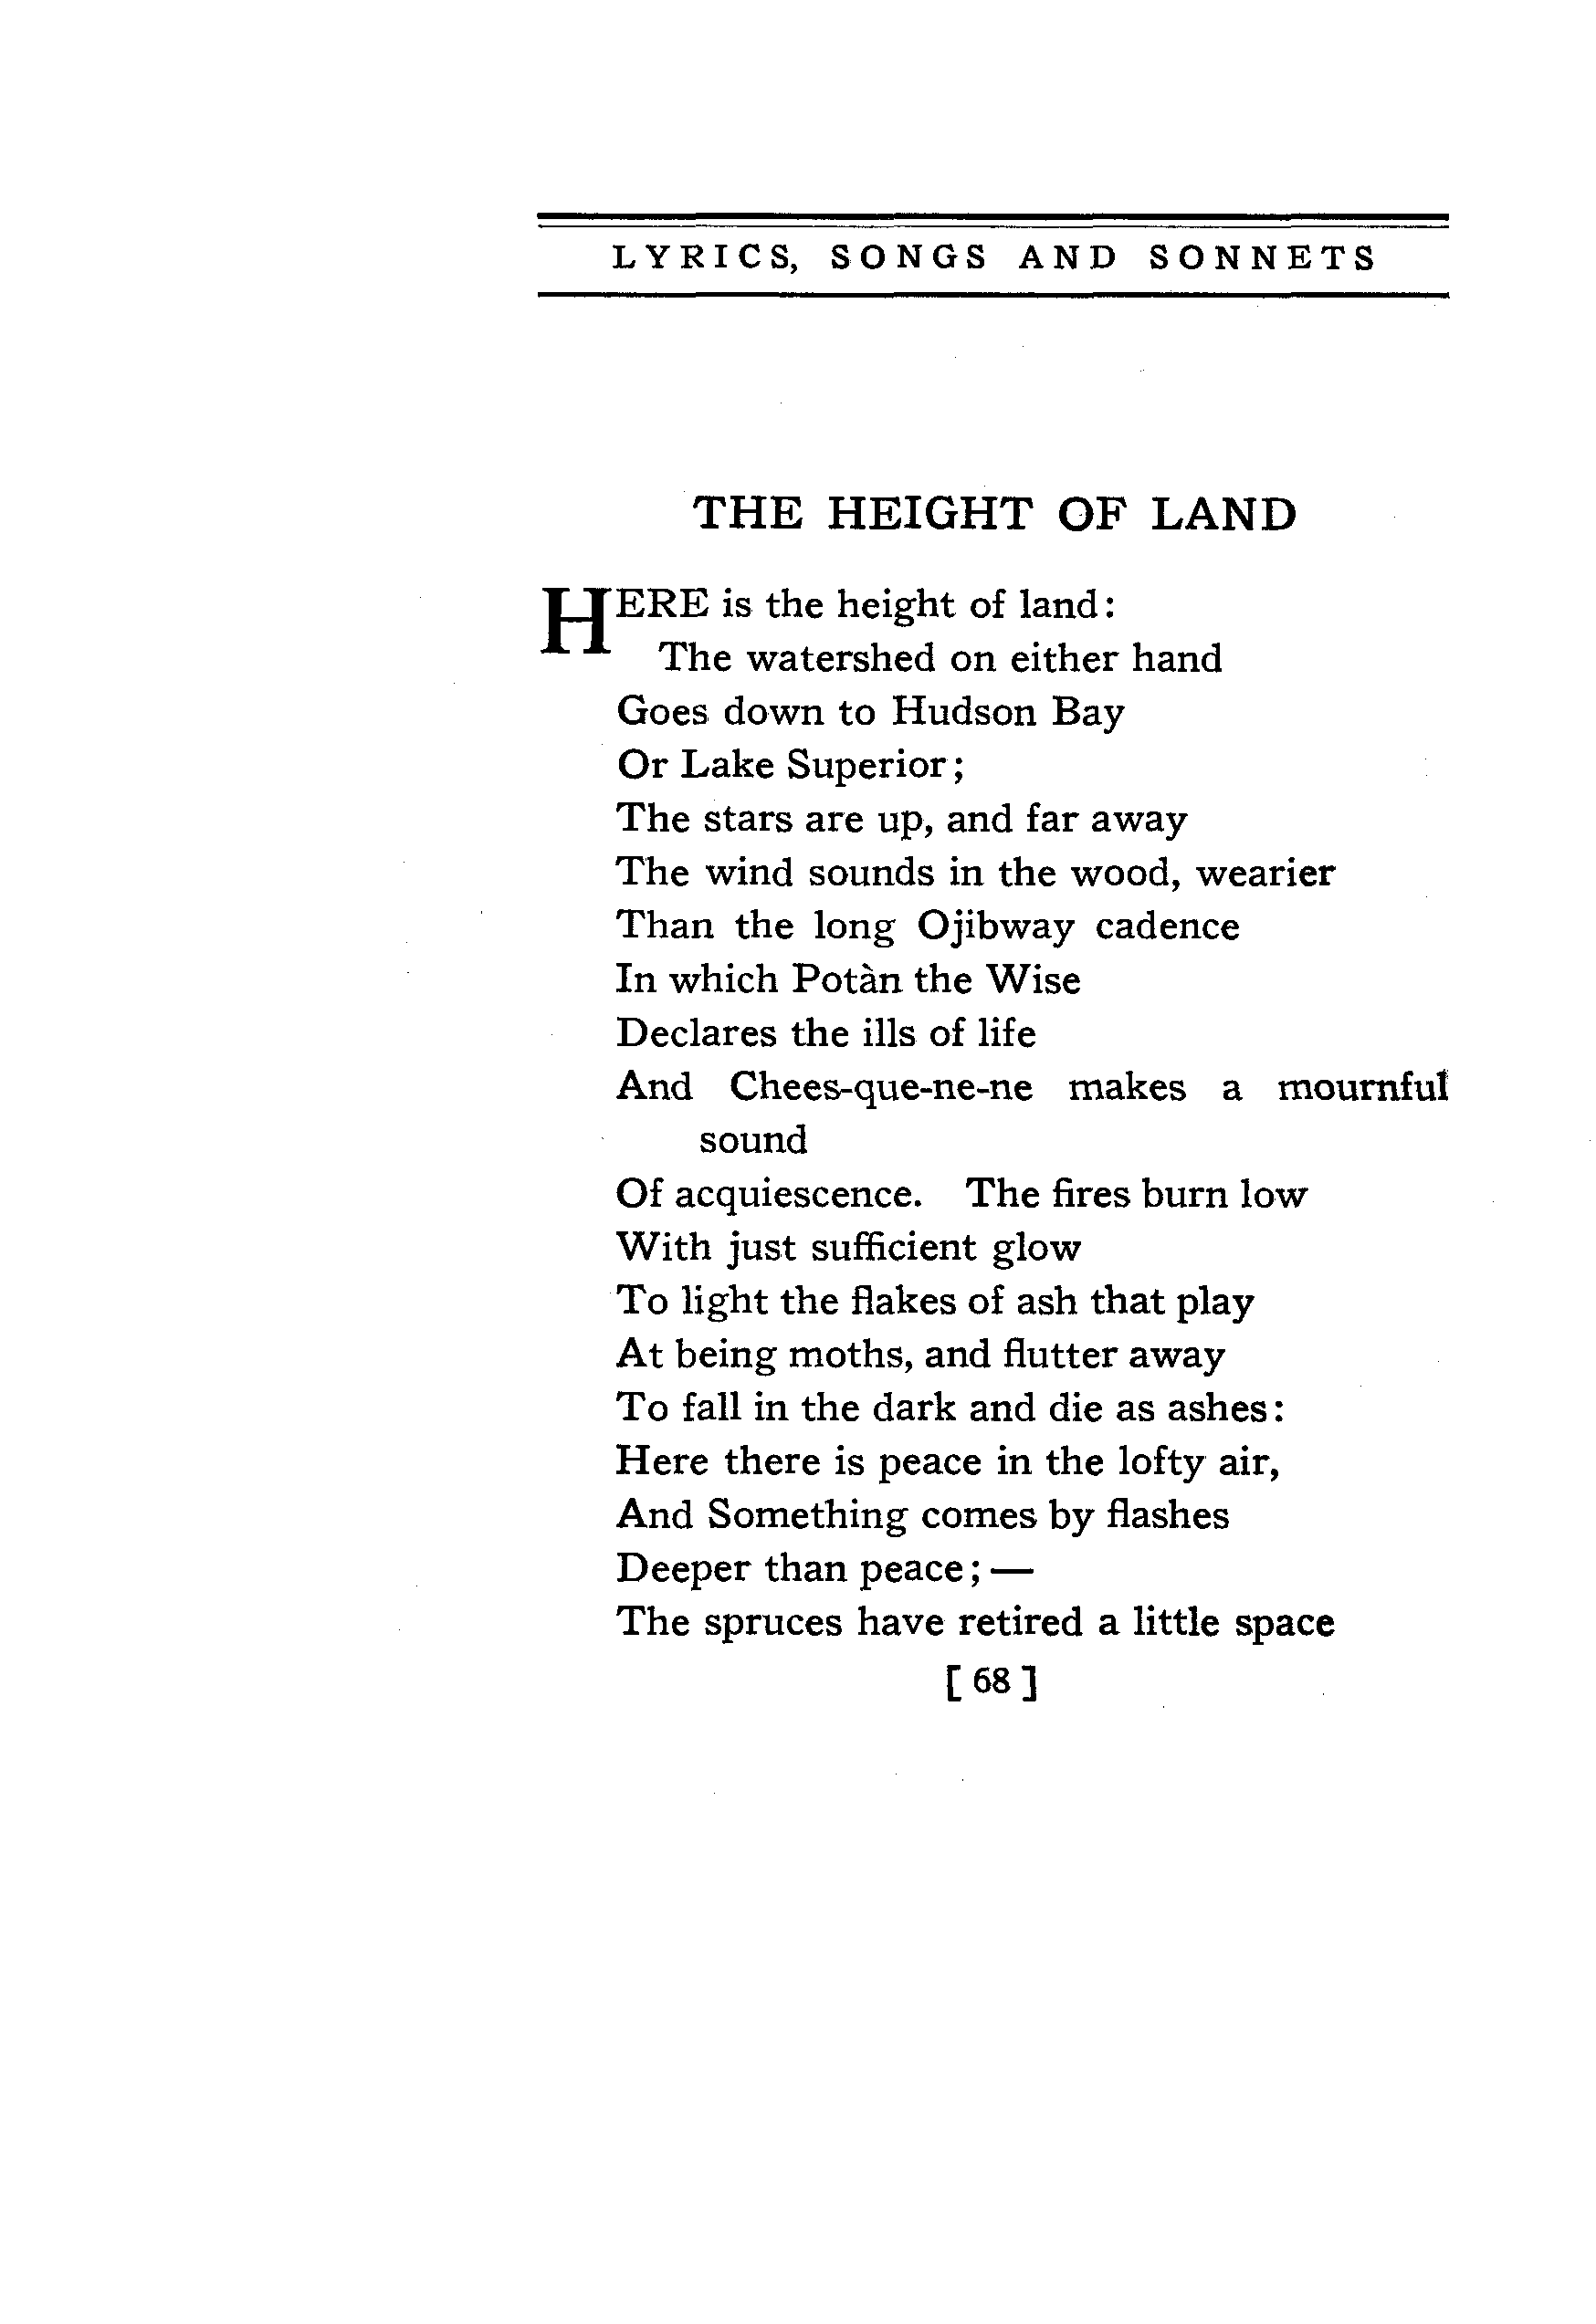 LYRICS, SONGS AND SONNETS
THE HEIGHT OF LAND
HERE is the height of land:
The watershed on either hand
Goes down to Hudson Bay
Or Lake Superior;
The stars are up, and far away
The wind sounds in the wood, wearier
Than the long Ojibway cadence
In which Potàn the Wise
Declares the ills of life
And Chees-que-ne-ne makes a mournful
sound
Of acquiescence. The fires burn low
With just sufficient glow
To light the flakes of ash that play
At being moths, and flutter away
To fall in the dark and die as ashes:
Here there is peace in the lofty air,
And Something comes by flashes
Deeper than peace;—
The spruces have retired a little space
[68]